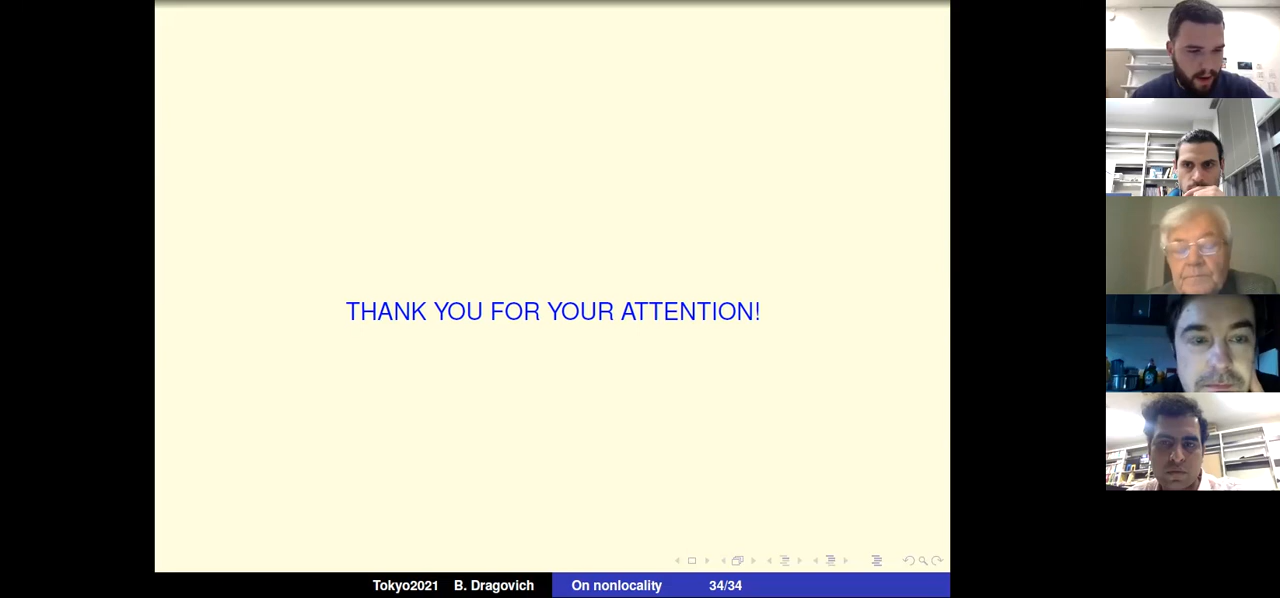 THANK YOU FOR YOUR ATTENTION!
Tokyo2021 B. Dragovich On nonlocality 34/34